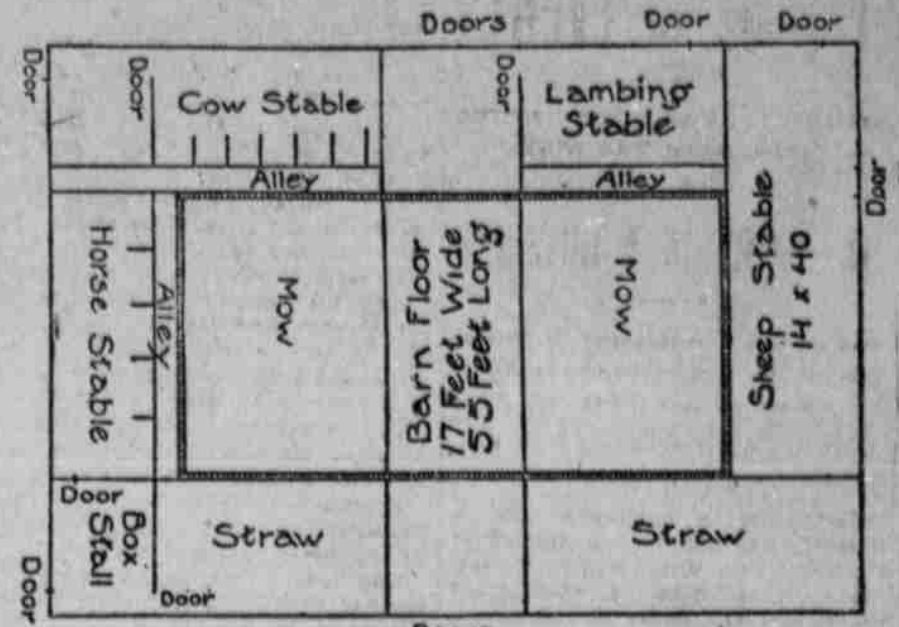 Doors
Door
Door
Door
Door
Door
Cow Stable
Lambing
Stable
Alley
Alley
Door
Horse Stable
Alley
Mow
Barn Floor
17 Feet Wide
55 Feet Long
Mow
Sheep Stable
14 x 40
Door
Box
Stall
Straw
Straw
Door
Door
Doors